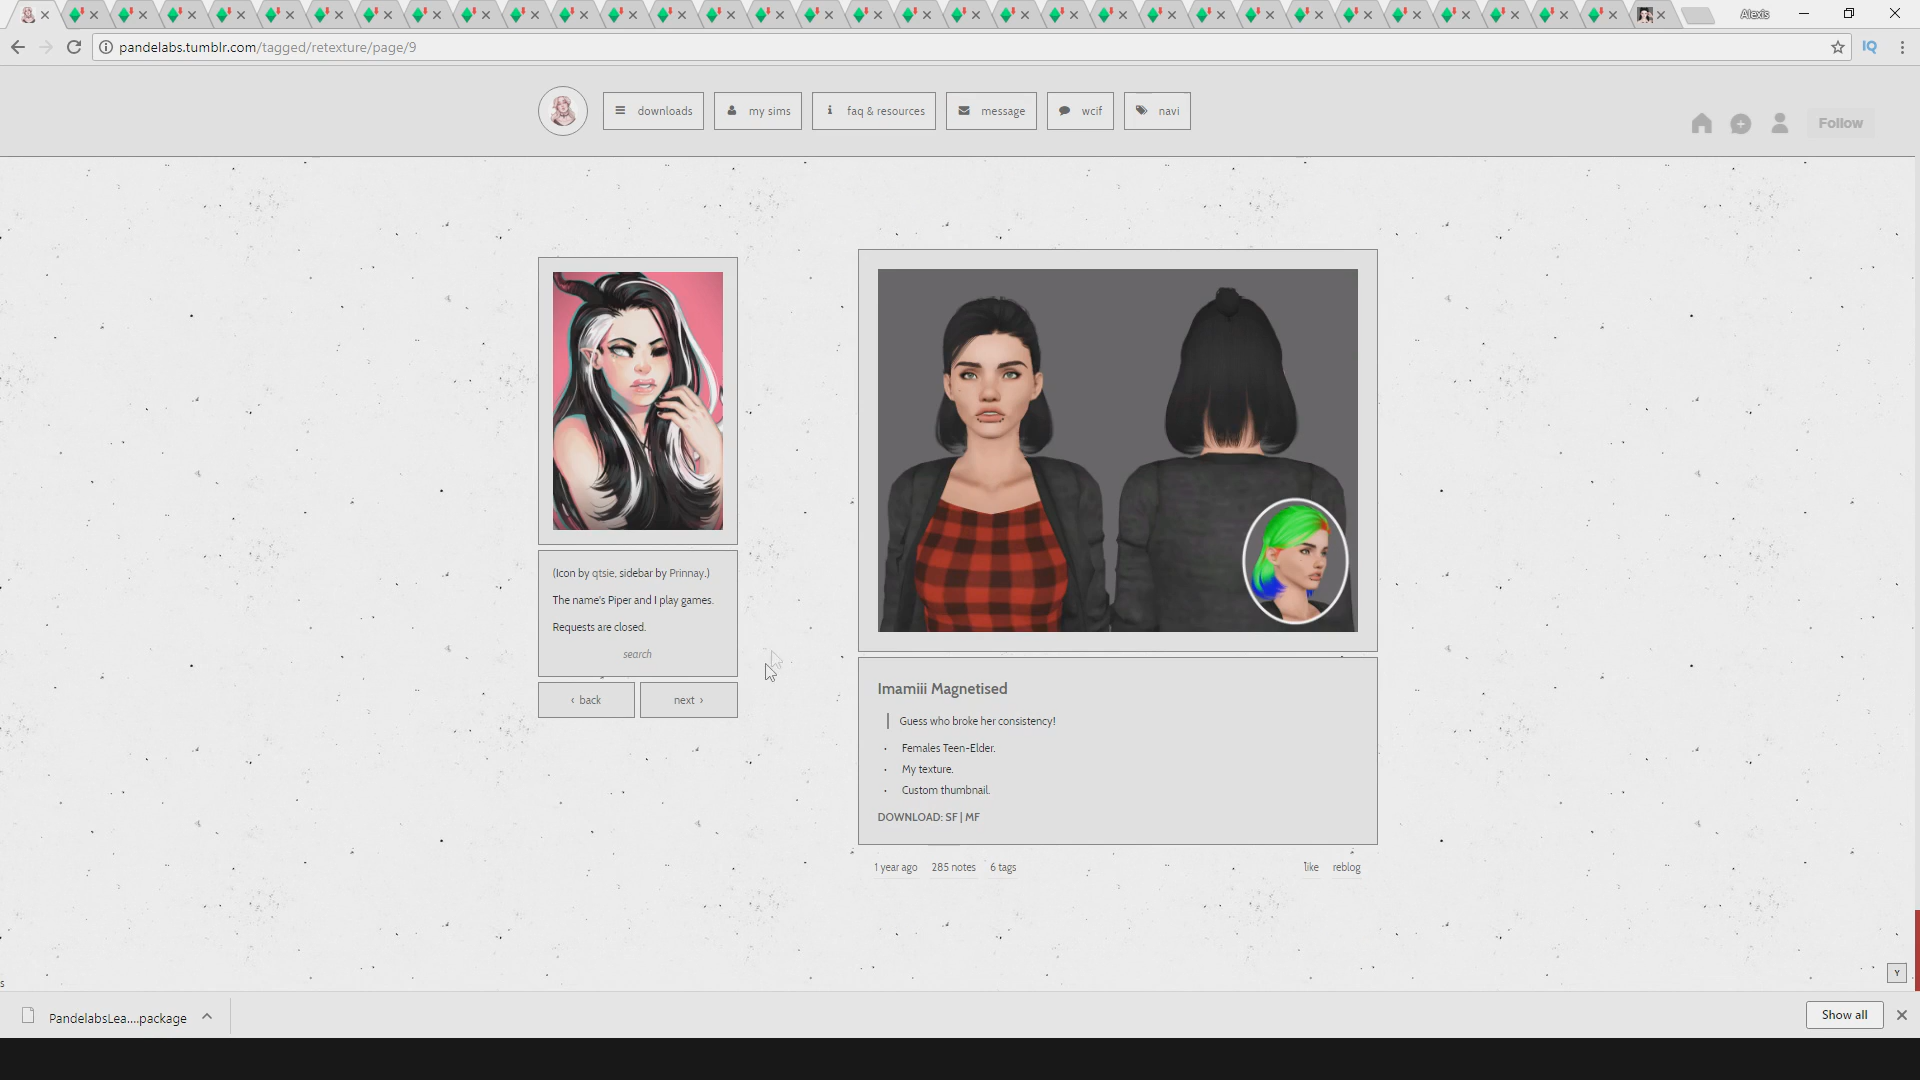 Alexis
pandelabs.tumblr.com/tagged/retexture/page/9
IQ
downloads
my sims
faq & resources
message
wcif
navi
Follow
(Icon by qtsie, sidebar by Prinnay.)
The name's Piper and I play games.
Requests are closed.
search
‹ back
next ›
Imamiii Magnetised
Guess who broke her consistency!
• Females Teen-Elder.
• My texture.
• Custom thumbnail.
DOWNLOAD: SF | MF
1 year ago 285 notes 6 tags
like reblog
Y
s
PandelabsLea....package
Show all